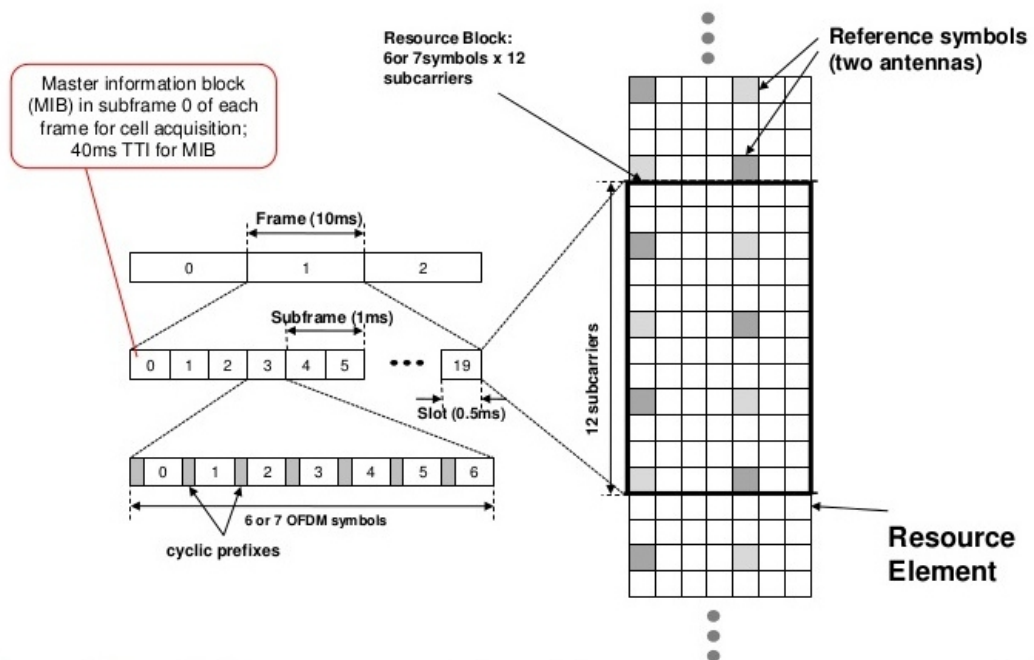 Resource Block:
6or 7symbols x 12
subcarriers
Reference symbols
(two antennas)
Master information block
(MIB) in subframe 0 of each
frame for cell acquisition;
40ms TTI for MIB
Frame (10ms)
0 1 2
Subframe (1ms)
0 1 2 3 4 5 ••• 19
Slot (0.5ms)
12 subcarriers
0 1 2 3 4 5 6
6 or 7 OFDM symbols
cyclic prefixes
Resource
Element